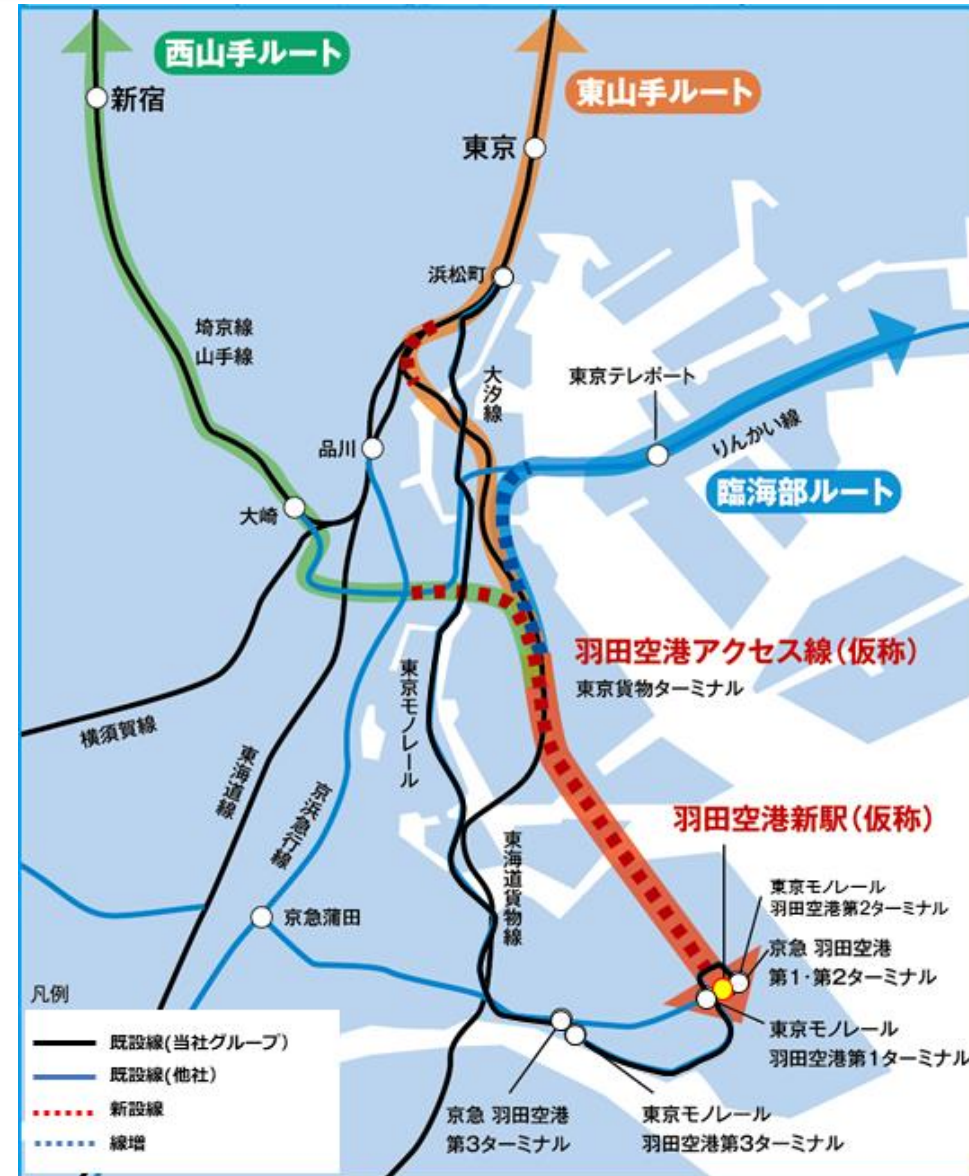 西山手ルート
東山手ルート
新宿
東京
浜松町
埼京線
山手線
大汐線
東京テレポート
品川
りんかい線
臨海部ルート
大崎
羽田空港アクセス線(仮称)
東京貨物ターミナル
東京モノレール
横須賀線
東海道線
京浜急行線
羽田空港新駅(仮称)
東海道貨物線
東京モノレール
羽田空港第2ターミナル
京急蒲田
京急 羽田空港
第1・第2ターミナル
東京モノレール
羽田空港第1ターミナル
京急 羽田空港
第3ターミナル
東京モノレール
羽田空港第3ターミナル
凡例
既設線(当社グループ)
既設線(他社)
新設線
線増